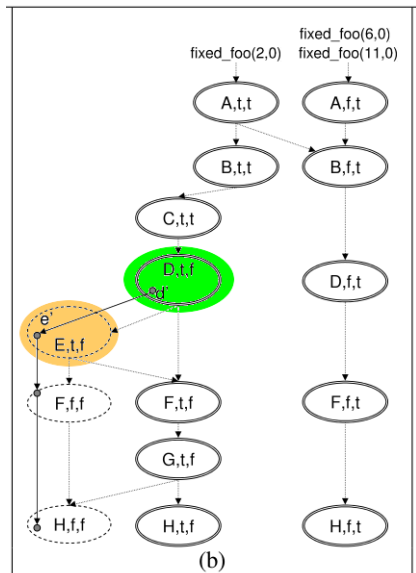 fixed_foo(6,0)
fixed_foo(2,0) fixed_foo(11,0)
A,t,t A,f,t
B,t,t B,f,t
C,t,t
D,t,f D,f,t
d'
e'
E,t,f
F,f,f F,t,f F,f,t
G,t,f
H,f,f H,t,f H,f,t
(b)